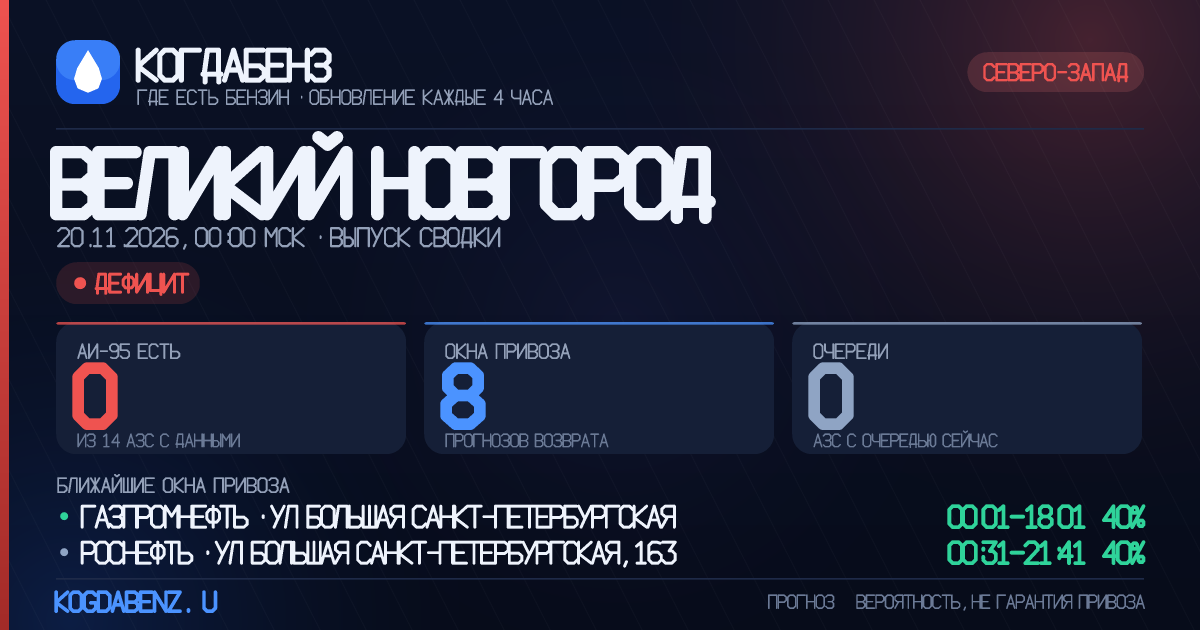 КОГДАБЕНЗ
ГДЕ ЕСТЬ БЕНЗИН · ОБНОВЛЕНИЕ КАЖДЫЕ 4 ЧАСА
СЕВЕРО-ЗАПАД
ВЕЛИКИЙ НОВГОРОД
20.11.2026, 00:00 МСК · ВЫПУСК СВОДКИ
• ДЕФИЦИТ
АИ-95 ЕСТЬ
0
ИЗ 14 АЗС С ДАННЫМИ
ОКНА ПРИВОЗА
8
ПРОГНОЗОВ ВОЗВРАТА
ОЧЕРЕДИ
0
АЗС С ОЧЕРЕДЬЮ СЕЙЧАС
БЛИЖАЙШИЕ ОКНА ПРИВОЗА
• ГАЗПРОМНЕФТЬ · УЛ БОЛЬШАЯ САНКТ-ПЕТЕРБУРГСКАЯ 00:01-18:01 40%
• РОСНЕФТЬ · УЛ БОЛЬШАЯ САНКТ-ПЕТЕРБУРГСКАЯ, 163 00:31-21:41 40%
KOGDABENZ. U
ПРОГНОЗ ВЕРОЯТНОСТЬ, НЕ ГАРАНТИЯ ПРИВОЗА